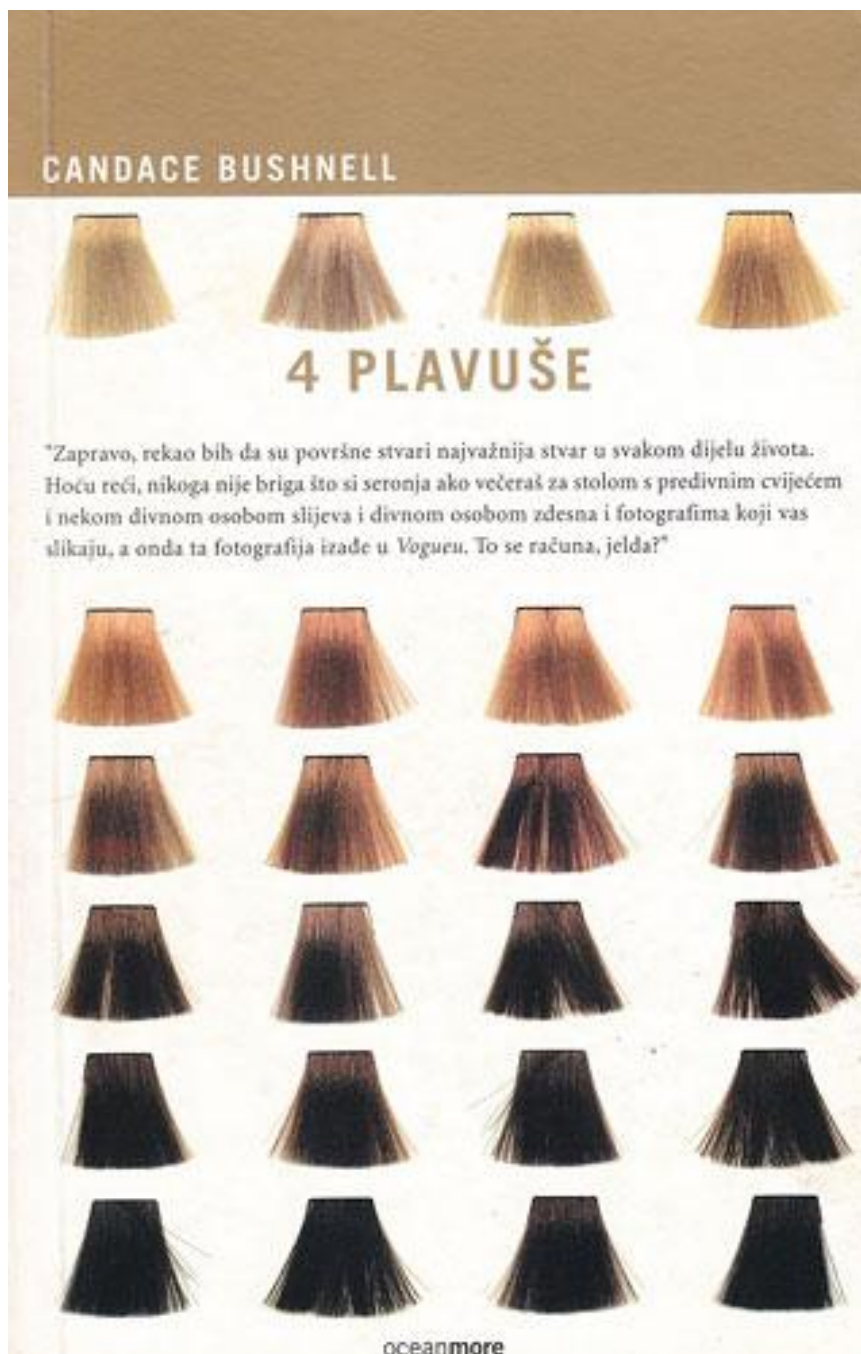 CANDACE BUSHNELL
4 PLAVUŠE
"Zapravo, rekao bih da su površne stvari najvažnija stvar u svakom dijelu života.
Hoću reći, nikoga nije briga što si seronja ako večeraš za stolom s predivnim cvijećem
i nekom divnom osobom slijeva i divnom osobom zdesna i fotografima koji vas
slikaju, a onda ta fotografija izađe u Vogueu. To se računa, jelda?"
oceanmore